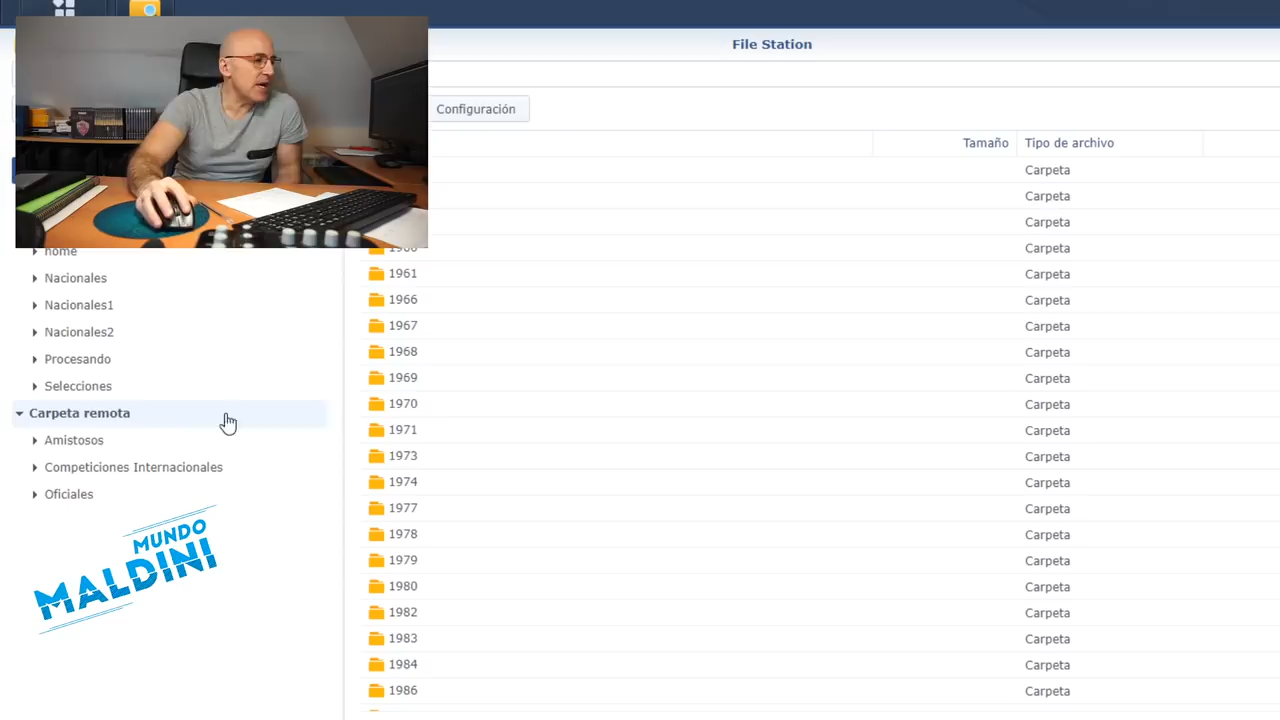 File Station
Configuración
Tamaño Tipo de archivo
Carpeta
Carpeta
Carpeta
home
Nacionales
Nacionales1
Nacionales2
Procesando
Selecciones
Carpeta remota
Amistosos
Competiciones Internacionales
Oficiales
MUNDO
MALDINI
Carpeta
1961 Carpeta
1966 Carpeta
1967 Carpeta
1968 Carpeta
1969 Carpeta
1970 Carpeta
1971 Carpeta
1973 Carpeta
1974 Carpeta
1977 Carpeta
1978 Carpeta
1979 Carpeta
1980 Carpeta
1982 Carpeta
1983 Carpeta
1984 Carpeta
1986 Carpeta